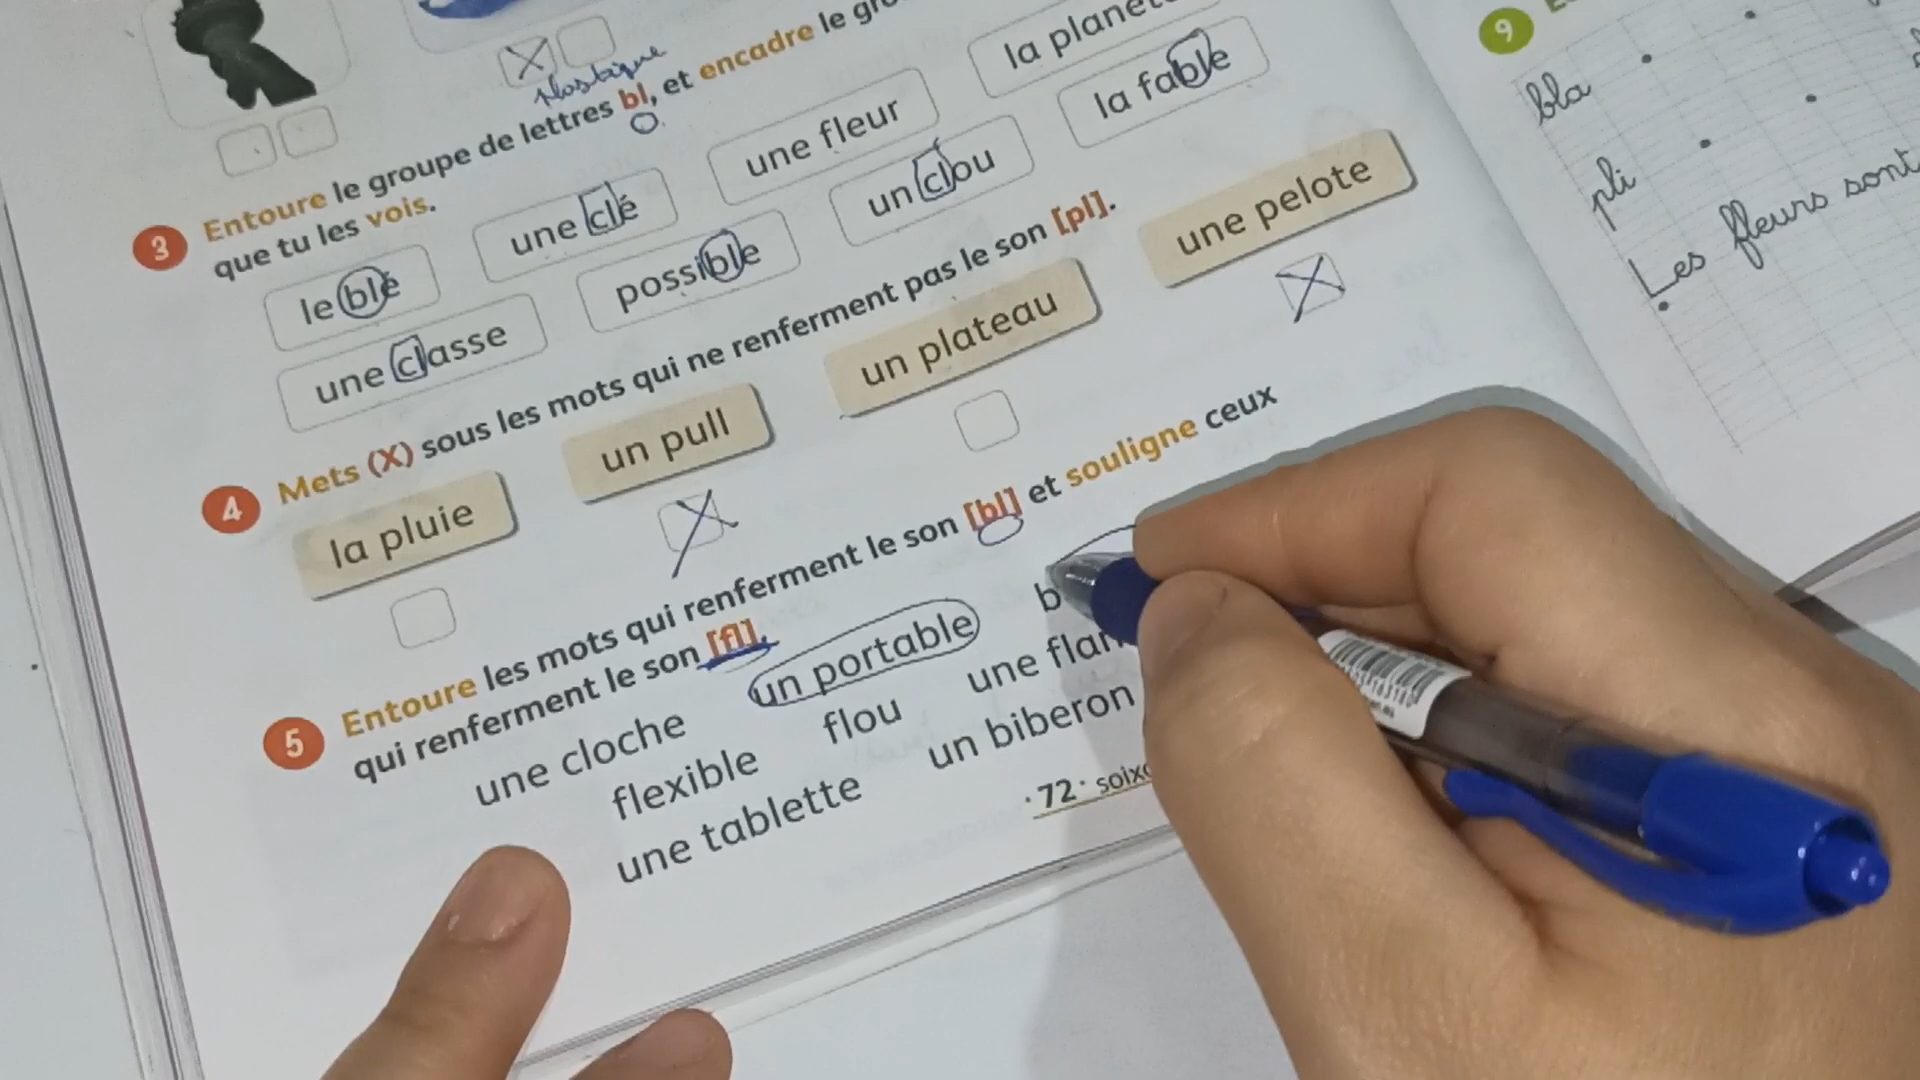 plastique
3 Entoure le groupe de lettres bl, et encadre le
que tu les vois.
le blé
une clé
une fleur
la planète
une classe
possible
un clou
la fable
4 Mets (X) sous les mots qui ne renferment pas le son [pl].
la pluie
un pull
un plateau
une pelote
5 Entoure les mots qui renferment le son [bl] et souligne ceux
qui renferment le son [fl].
une cloche un portable
flexible flou une
une tablette un biberon
72
9
bla
pli
Les fleurs sont